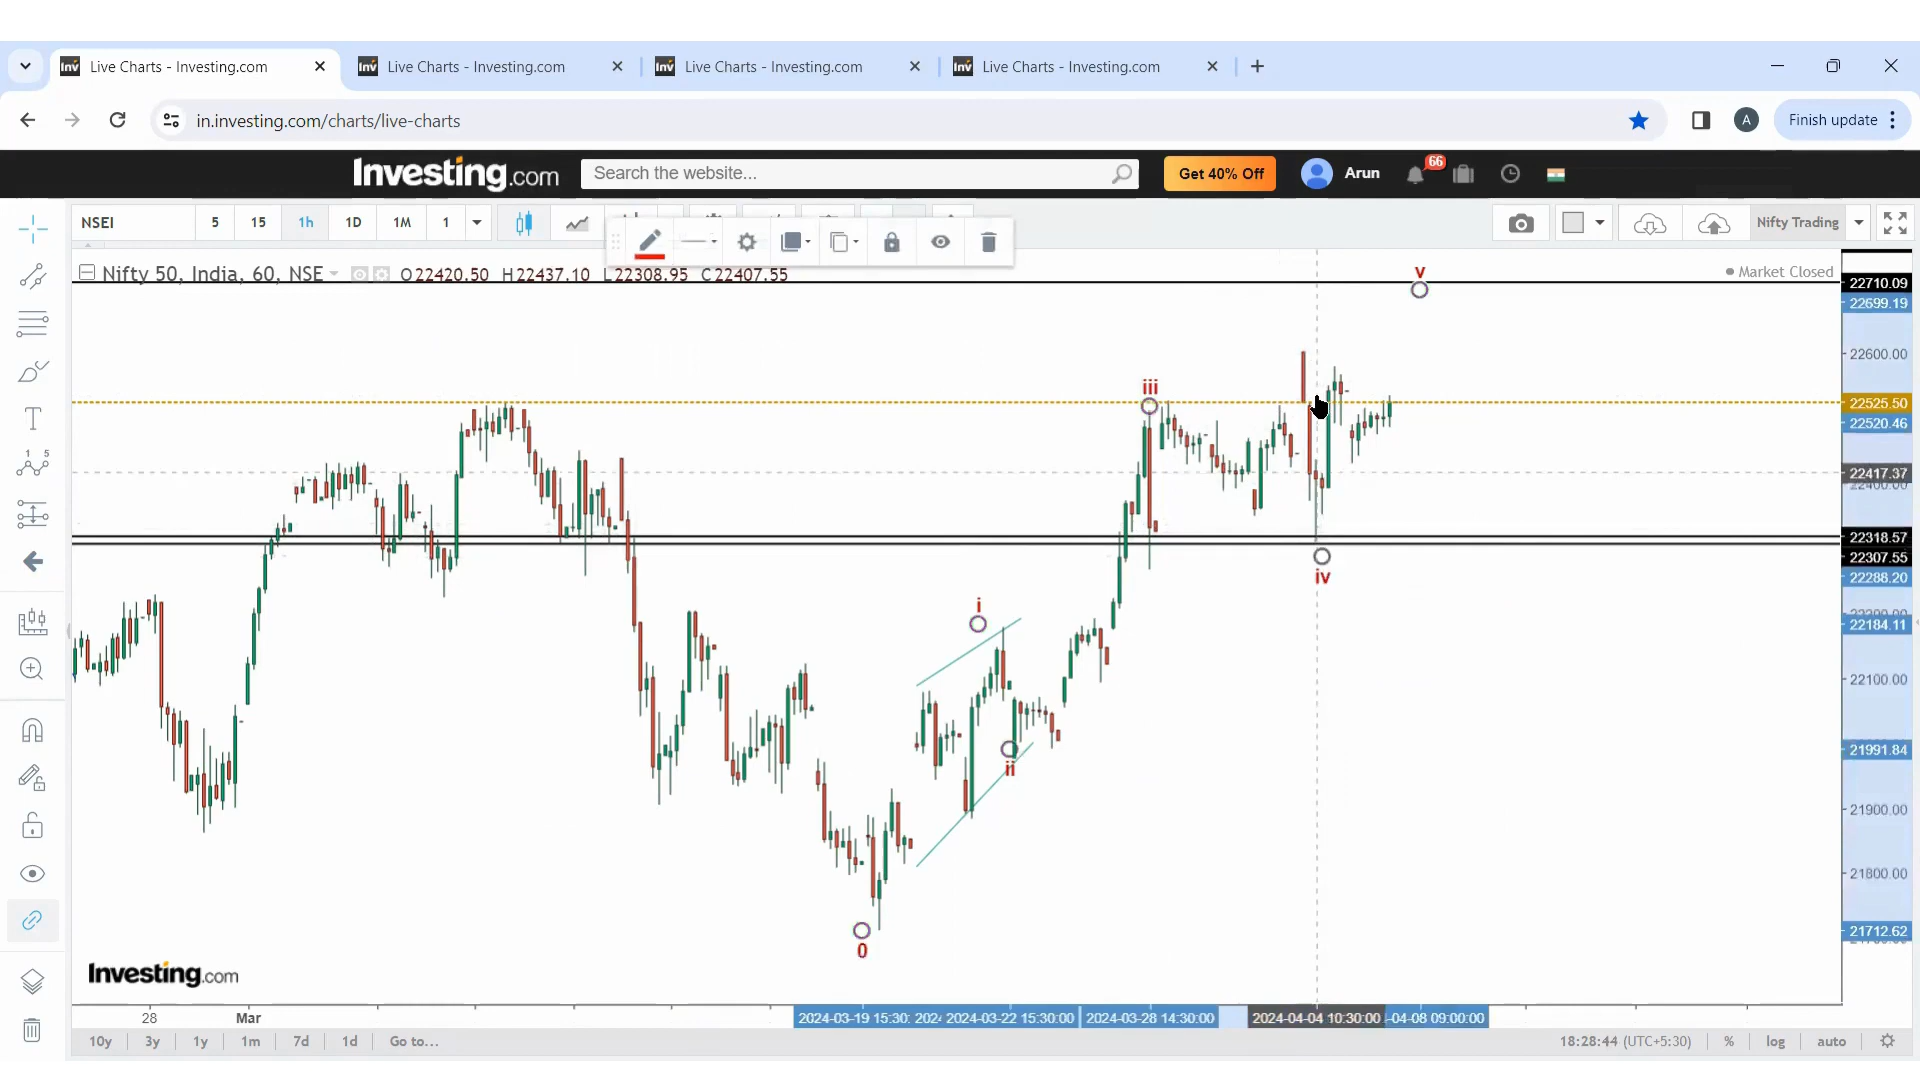 Live Charts - Investing.com
Live Charts - Investing.com
Live Charts - Investing.com
Live Charts - Investing.com
in.investing.com/charts/live-charts
A
Finish update
Investing.com
Search the website...
Get 40% Off
Arun
66
NSEI
5
15
1h
1D
1M
1
Nifty Trading
Nifty 50, India, 60, NSE
O22420.50 H22437.10 L22308.95 C22407.55
Market Closed
v
22710.09
22699.19
22600.00
iii
22525.50
22520.46
22417.37
22400.00
22318.57
22307.55
iv
22288.20
i
22184.11
22100.00
ii
21991.84
21900.00
21800.00
0
21712.62
Investing.com
28
Mar
2024-03-19 15:30:
2024-03-22 15:30:00
2024-03-28 14:30:00
2024-04-04 10:30:00
-04-08 09:00:00
10y
3y
1y
1m
7d
1d
Go to...
18:28:44 (UTC+5:30)
%
log
auto